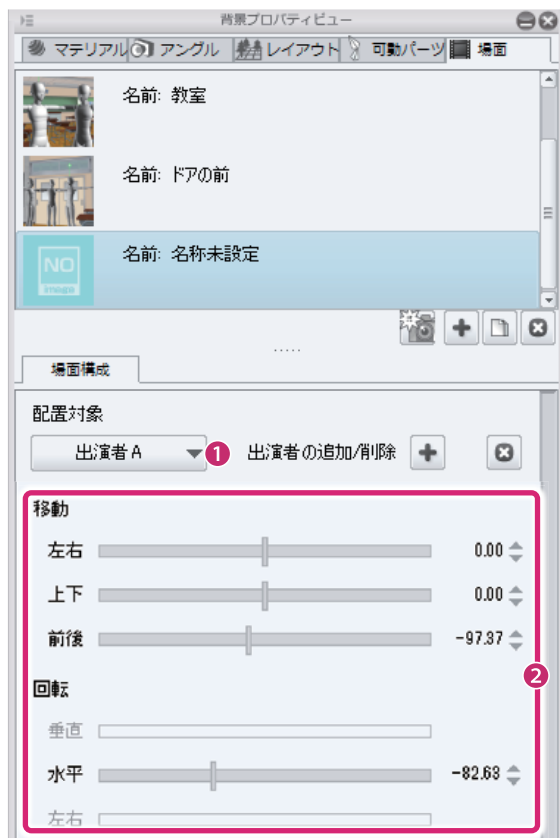 背景プロパティビュー
マテリアル アングル レイアウト 可動パーツ 場面
名前: 教室
名前: ドアの前
NO
image
名前: 名称未設定
場面構成
配置対象
出演者 A 1 出演者の追加/削除
移動
左右 0.00
上下 0.00
前後 -97.37
2
回転
垂直
水平 -82.63
左右